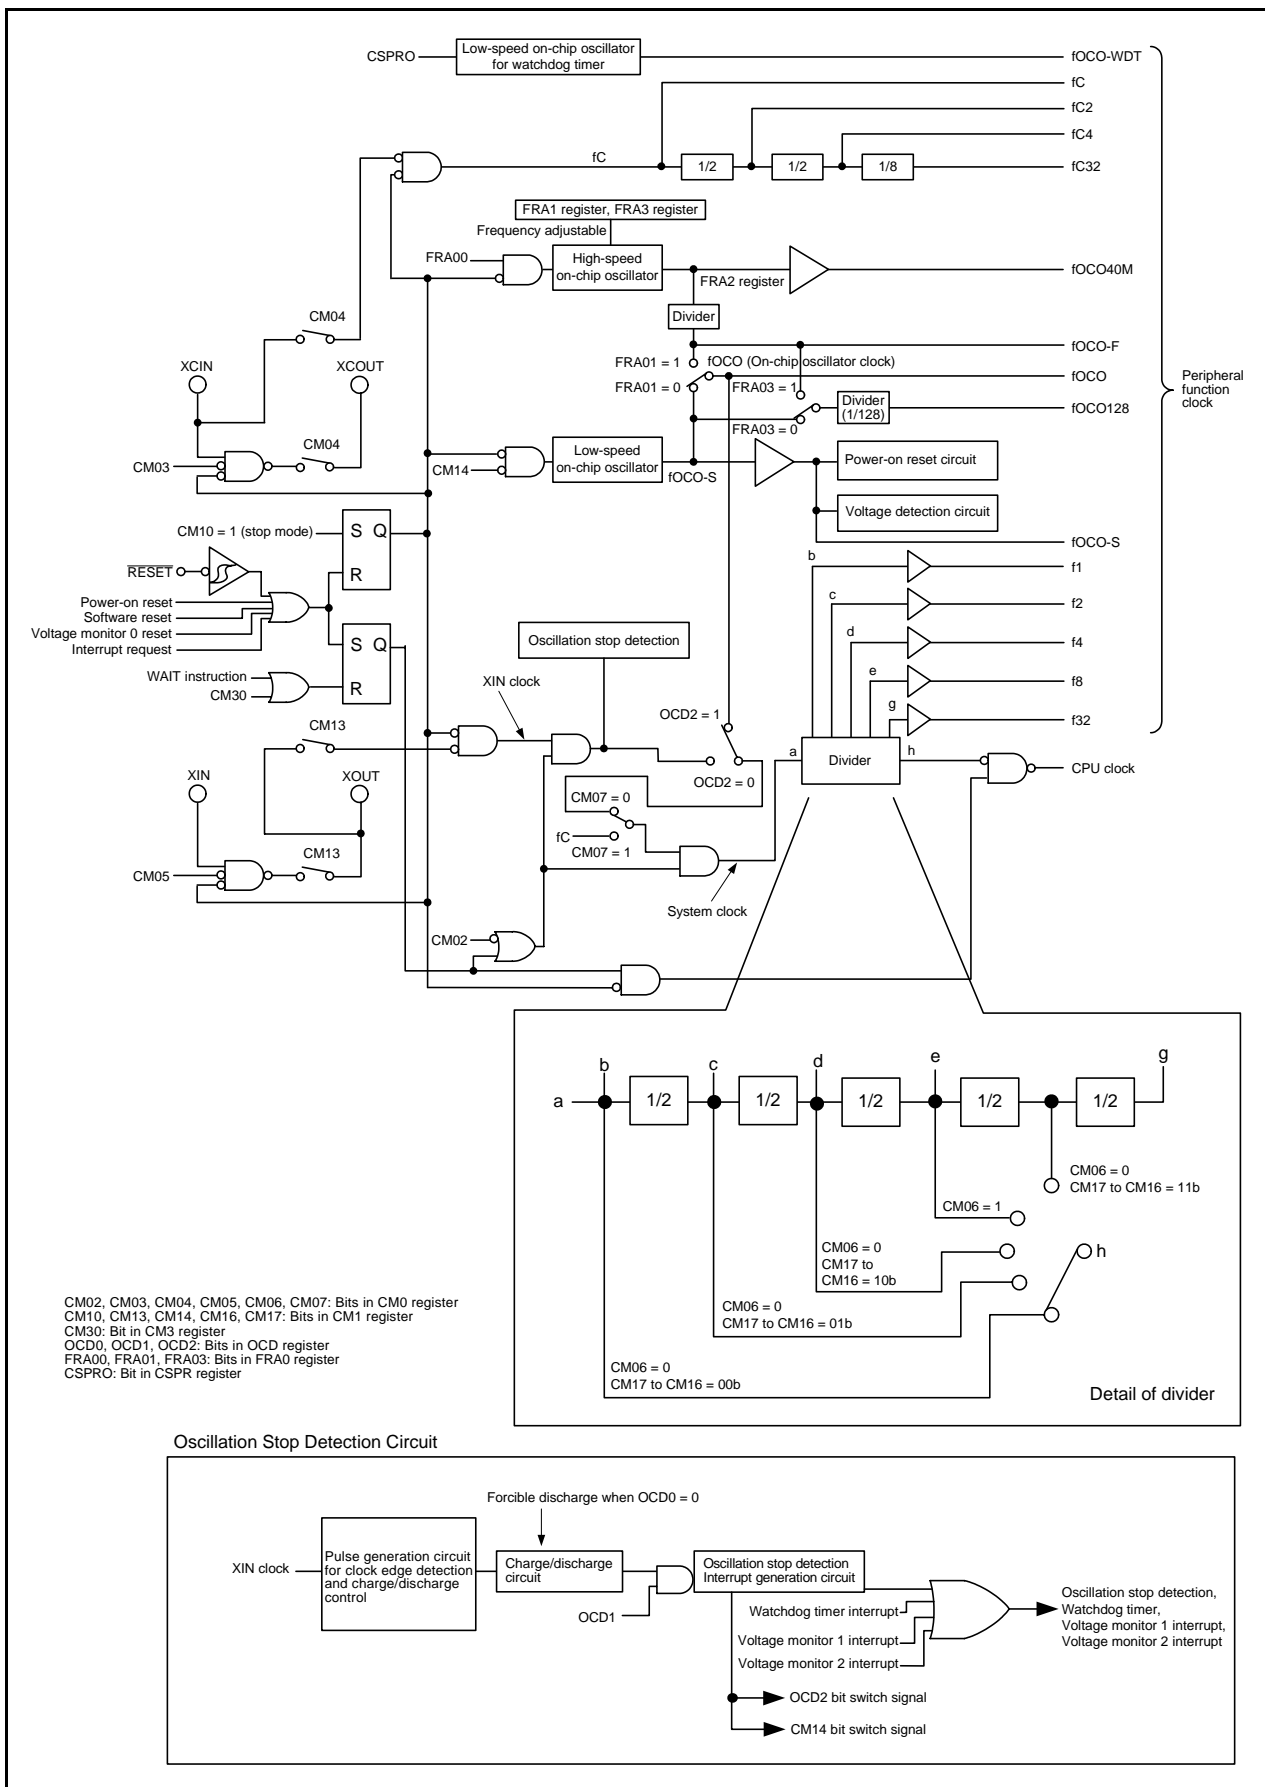 CSPRO
Low-speed on-chip oscillator
for watchdog timer
fOCO-WDT
fC
fC2
fC4
fC
1/2
1/2
1/8
fC32
FRA1 register, FRA3 register
Frequency adjustable
FRA00
High-speed
on-chip oscillator
FRA2 register
fOCO40M
Divider
CM04
XCIN
XCOUT
fOCO-F
FRA01 = 1
fOCO (On-chip oscillator clock)
FRA01 = 0
FRA03 = 1
fOCO
Peripheral
function
clock
Divider
(1/128)
fOCO128
FRA03 = 0
CM04
CM03
Low-speed
on-chip oscillator
CM14
fOCO-S
Power-on reset circuit
Voltage detection circuit
CM10 = 1 (stop mode)
S Q
R
fOCO-S
RESET
b
f1
Power-on reset
Software reset
Voltage monitor 0 reset
Interrupt request
c
f2
S Q
R
Oscillation stop detection
d
f4
WAIT instruction
CM30
XIN clock
e
f8
OCD2 = 1
g
f32
CM13
a
Divider
h
CPU clock
XIN
XOUT
OCD2 = 0
CM07 = 0
fC
CM07 = 1
CM13
CM05
System clock
CM02
b
c
d
e
g
a
1/2
1/2
1/2
1/2
1/2
CM06 = 0
CM17 to CM16 = 11b
CM06 = 1
CM06 = 0
CM17 to
CM16 = 10b
h
CM06 = 0
CM17 to CM16 = 01b
CM06 = 0
CM17 to CM16 = 00b
Detail of divider
CM02, CM03, CM04, CM05, CM06, CM07: Bits in CM0 register
CM10, CM13, CM14, CM16, CM17: Bits in CM1 register
CM30: Bit in CM3 register
OCD0, OCD1, OCD2: Bits in OCD register
FRA00, FRA01, FRA03: Bits in FRA0 register
CSPRO: Bit in CSPR register
Oscillation Stop Detection Circuit
Forcible discharge when OCD0 = 0
XIN clock
Pulse generation circuit
for clock edge detection
and charge/discharge
control
Charge/discharge
circuit
OCD1
Oscillation stop detection
Interrupt generation circuit
Watchdog timer interrupt
Voltage monitor 1 interrupt
Voltage monitor 2 interrupt
Oscillation stop detection,
Watchdog timer,
Voltage monitor 1 interrupt,
Voltage monitor 2 interrupt
OCD2 bit switch signal
CM14 bit switch signal